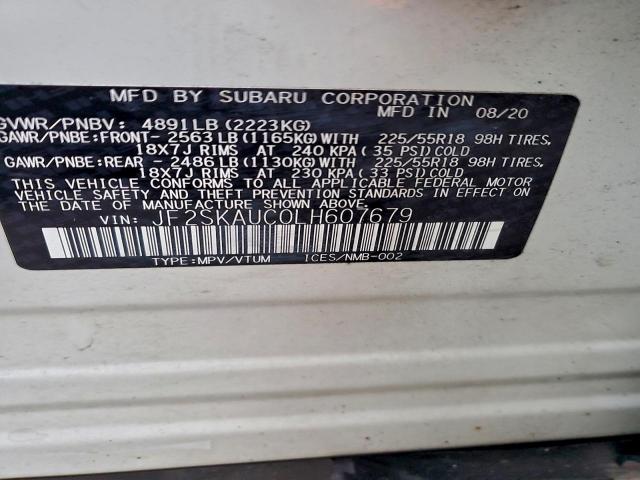 MFD BY SUBARU CORPORATION
MFD IN 08/20
GVWR/PNBV: 4891LB (2223KG)
GAWR/PNBE:FRONT- 2563LB (1165KG)WITH 225/55R18 98H TIRES,
18X7J RIMS AT 240 KPA (35 PSI)COLD
GAWR/PNBE:REAR - 2486LB (1130KG)WITH 225/55R18 98H TIRES,
18X7J RIMS AT 230 KPA (33 PSI)COLD
THIS VEHICLE CONFORMS TO ALL APPLICABLE FEDERAL MOTOR
VEHICLE SAFETY AND THEFT PREVENTION STANDARDS IN EFFECT ON
THE DATE OF MANUFACTURE SHOWN ABOVE.
VIN: JF2SKAUC0LH607679
TYPE:MPV/VTUM ICES/NMB-002